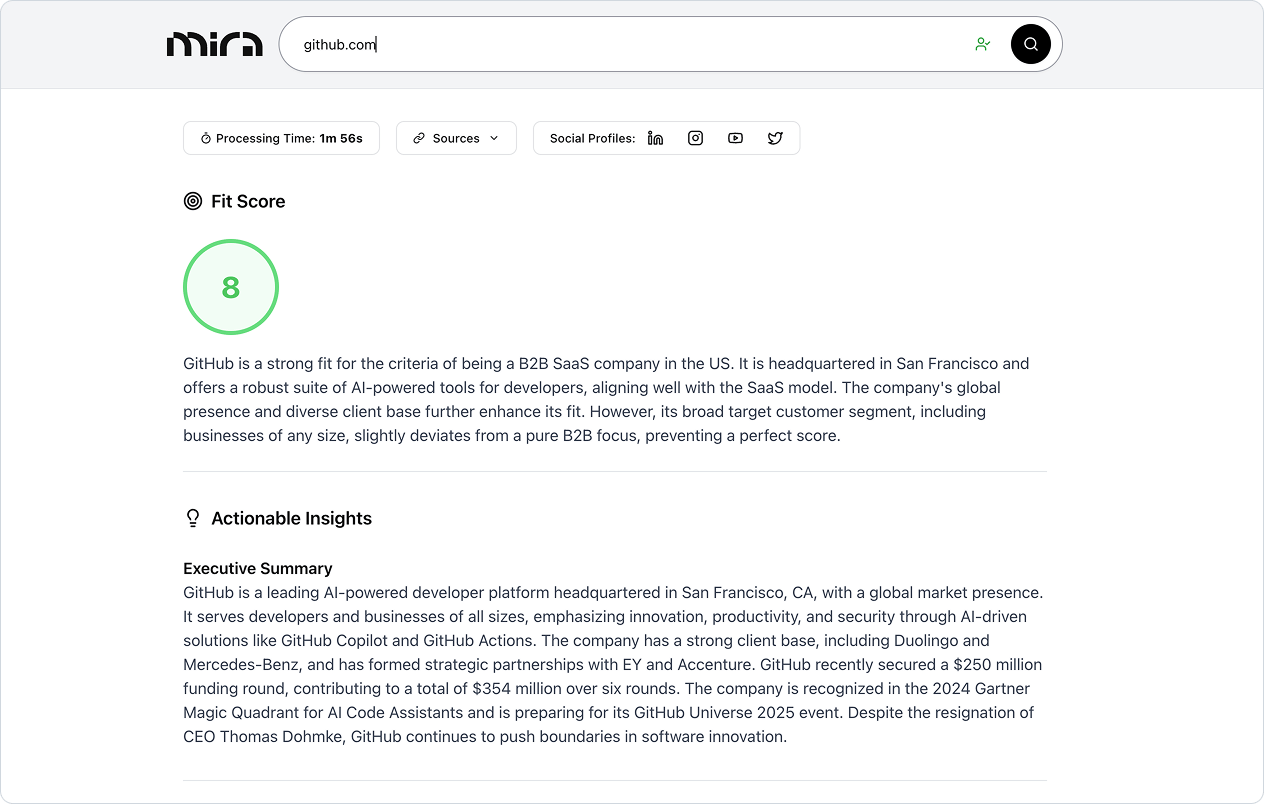 mira
github.com
Processing Time: 1m 56s
Sources
Social Profiles:
Fit Score
8
GitHub is a strong fit for the criteria of being a B2B SaaS company in the US. It is headquartered in San Francisco and
offers a robust suite of AI-powered tools for developers, aligning well with the SaaS model. The company's global
presence and diverse client base further enhance its fit. However, its broad target customer segment, including
businesses of any size, slightly deviates from a pure B2B focus, preventing a perfect score.
Actionable Insights
Executive Summary
GitHub is a leading AI-powered developer platform headquartered in San Francisco, CA, with a global market presence.
It serves developers and businesses of all sizes, emphasizing innovation, productivity, and security through AI-driven
solutions like GitHub Copilot and GitHub Actions. The company has a strong client base, including Duolingo and
Mercedes-Benz, and has formed strategic partnerships with EY and Accenture. GitHub recently secured a $250 million
funding round, contributing to a total of $354 million over six rounds. The company is recognized in the 2024 Gartner
Magic Quadrant for AI Code Assistants and is preparing for its GitHub Universe 2025 event. Despite the resignation of
CEO Thomas Dohmke, GitHub continues to push boundaries in software innovation.